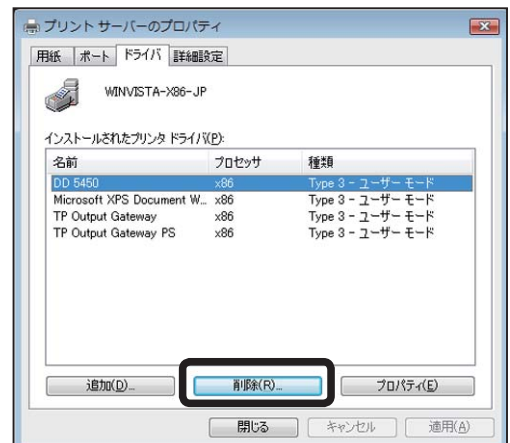 プリント サーバーのプロパティ
用紙 ポート ドライバ 詳細設定
WINVISTA-X86-JP
インストールされたプリンタ ドライバ(P):
名前 プロセッサ 種類
DD 5450 x86 Type 3 - ユーザー モード
Microsoft XPS Document W... x86 Type 3 - ユーザー モード
TP Output Gateway x86 Type 3 - ユーザー モード
TP Output Gateway PS x86 Type 3 - ユーザー モード
追加(D)... 削除(R)... プロパティ(E)
閉じる キャンセル 適用(A)